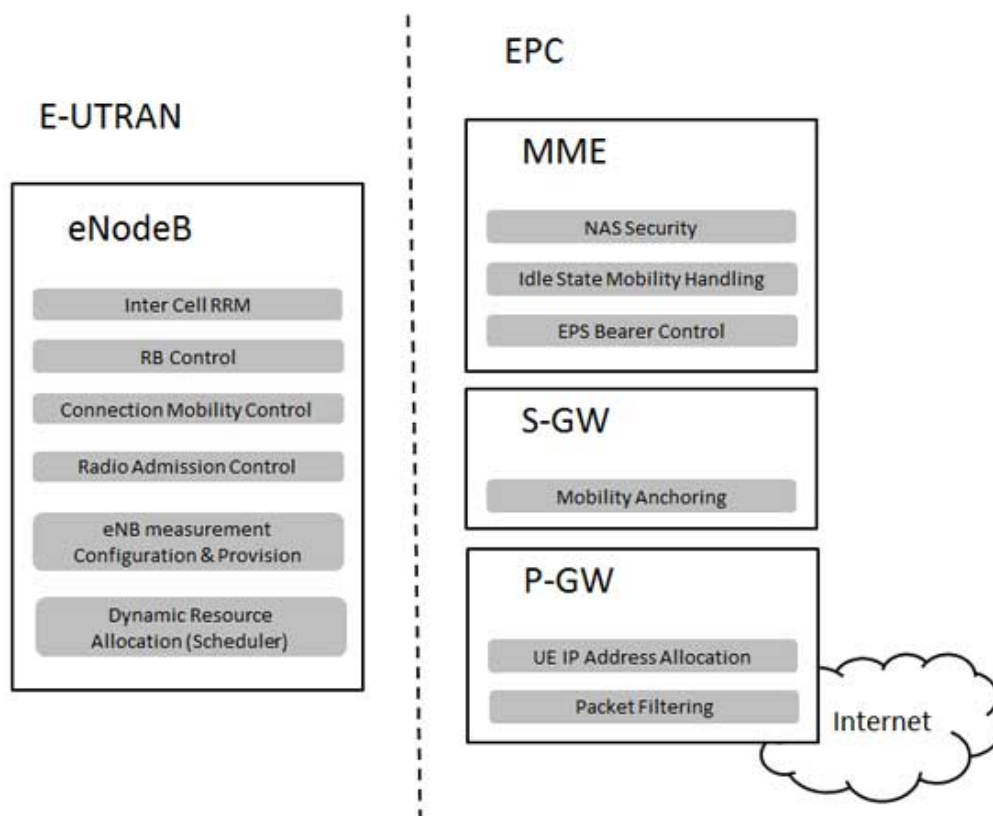 E-UTRAN
eNodeB
Inter Cell RRM
RB Control
Connection Mobility Control
Radio Admission Control
eNB measurement
Configuration & Provision
Dynamic Resource
Allocation (Scheduler)
EPC
MME
NAS Security
Idle State Mobility Handling
EPS Bearer Control
S-GW
Mobility Anchoring
P-GW
UE IP Address Allocation
Packet Filtering
Internet